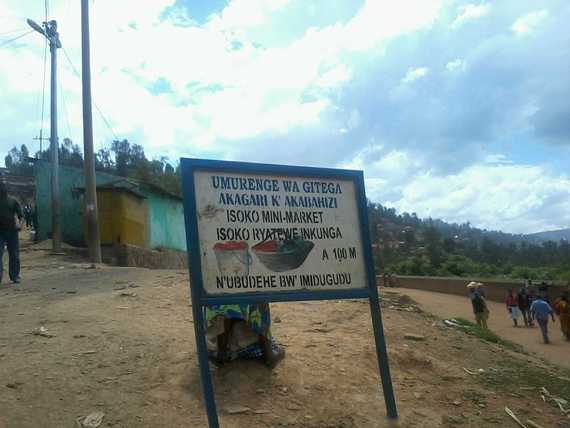 UMURENGE WA GITEGA
AKAGARI K' AKABAHIZI
ISOKO MINI-MARKET
ISOKO RYATEWE INKUNGA
A 100 M
N'UBUDEHE BW' IMIDUGUDU